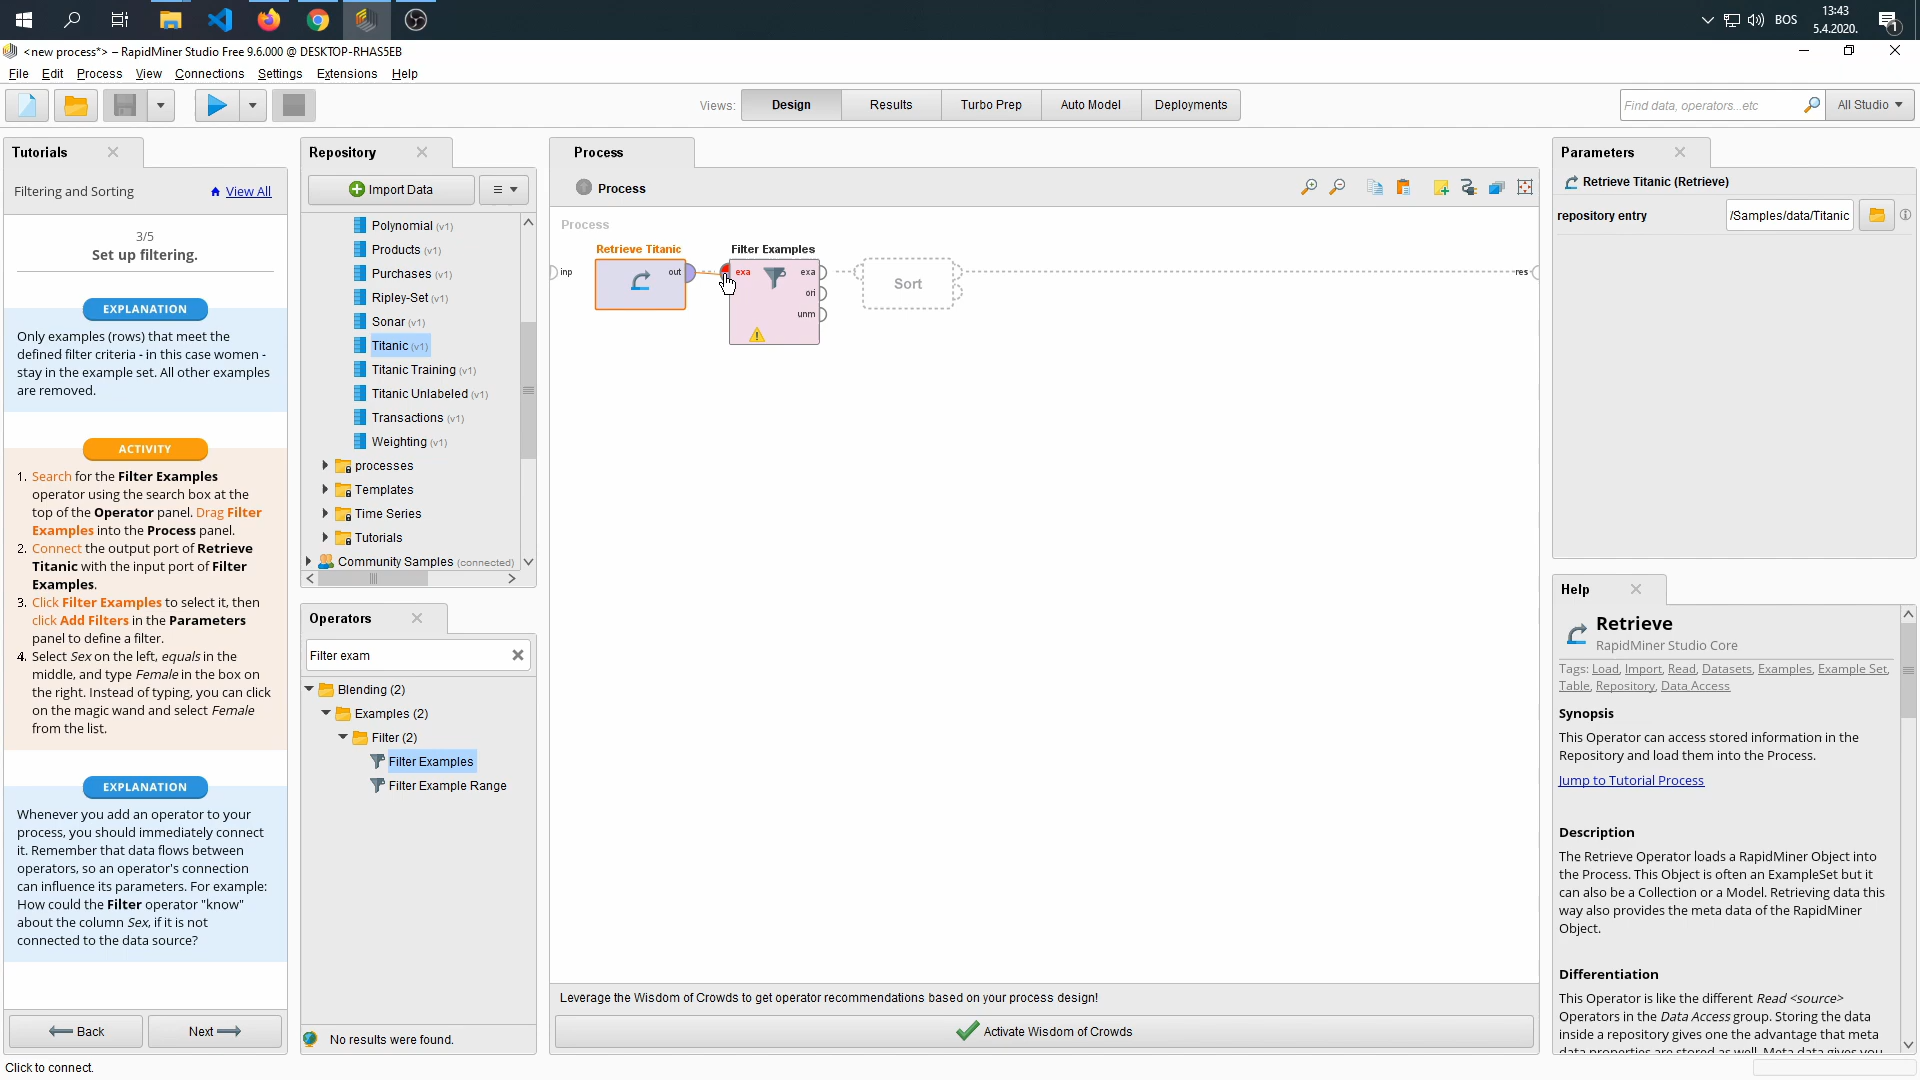 13:43
BOS
5.4.2020.
1
<new process*> – RapidMiner Studio Free 9.6.000 @ DESKTOP-RHAS5EB
File Edit Process View Connections Settings Extensions Help
Views: Design Results Turbo Prep Auto Model Deployments
Find data, operators...etc
All Studio
Tutorials
Filtering and Sorting View All
3/5
Set up filtering.
EXPLANATION
Only examples (rows) that meet the
defined filter criteria - in this case women -
stay in the example set. All other examples
are removed.
ACTIVITY
1. Search for the Filter Examples
operator using the search box at the
top of the Operator panel. Drag Filter
Examples into the Process panel.
2. Connect the output port of Retrieve
Titanic with the input port of Filter
Examples.
3. Click Filter Examples to select it, then
click Add Filters in the Parameters
panel to define a filter.
4. Select Sex on the left, equals in the
middle, and type Female in the box on
the right. Instead of typing, you can click
on the magic wand and select Female
from the list.
EXPLANATION
Whenever you add an operator to your
process, you should immediately connect
it. Remember that data flows between
operators, so an operator's connection
can influence its parameters. For example:
How could the Filter operator "know"
about the column Sex, if it is not
connected to the data source?
Back
Next
Click to connect.
Repository
Import Data
Polynomial (v1)
Products (v1)
Purchases (v1)
Ripley-Set (v1)
Sonar (v1)
Titanic (v1)
Titanic Training (v1)
Titanic Unlabeled (v1)
Transactions (v1)
Weighting (v1)
processes
Templates
Time Series
Tutorials
Community Samples (connected)
Operators
Filter exam
Blending (2)
Examples (2)
Filter (2)
Filter Examples
Filter Example Range
No results were found.
Process
Process
Process
inp
Retrieve Titanic
out
Filter Examples
exa
exa
ori
unm
Sort
res
Leverage the Wisdom of Crowds to get operator recommendations based on your process design!
Activate Wisdom of Crowds
Parameters
Retrieve Titanic (Retrieve)
repository entry
/Samples/data/Titanic
Help
Retrieve
RapidMiner Studio Core
Tags: Load, Import, Read, Datasets, Examples, Example Set,
Table, Repository, Data Access
Synopsis
This Operator can access stored information in the
Repository and load them into the Process.
Jump to Tutorial Process
Description
The Retrieve Operator loads a RapidMiner Object into
the Process. This Object is often an ExampleSet but it
can also be a Collection or a Model. Retrieving data this
way also provides the meta data of the RapidMiner
Object.
Differentiation
This Operator is like the different Read <source>
Operators in the Data Access group. Storing the data
inside a repository gives one the advantage that meta
data properties are stored as well. Meta data gives you